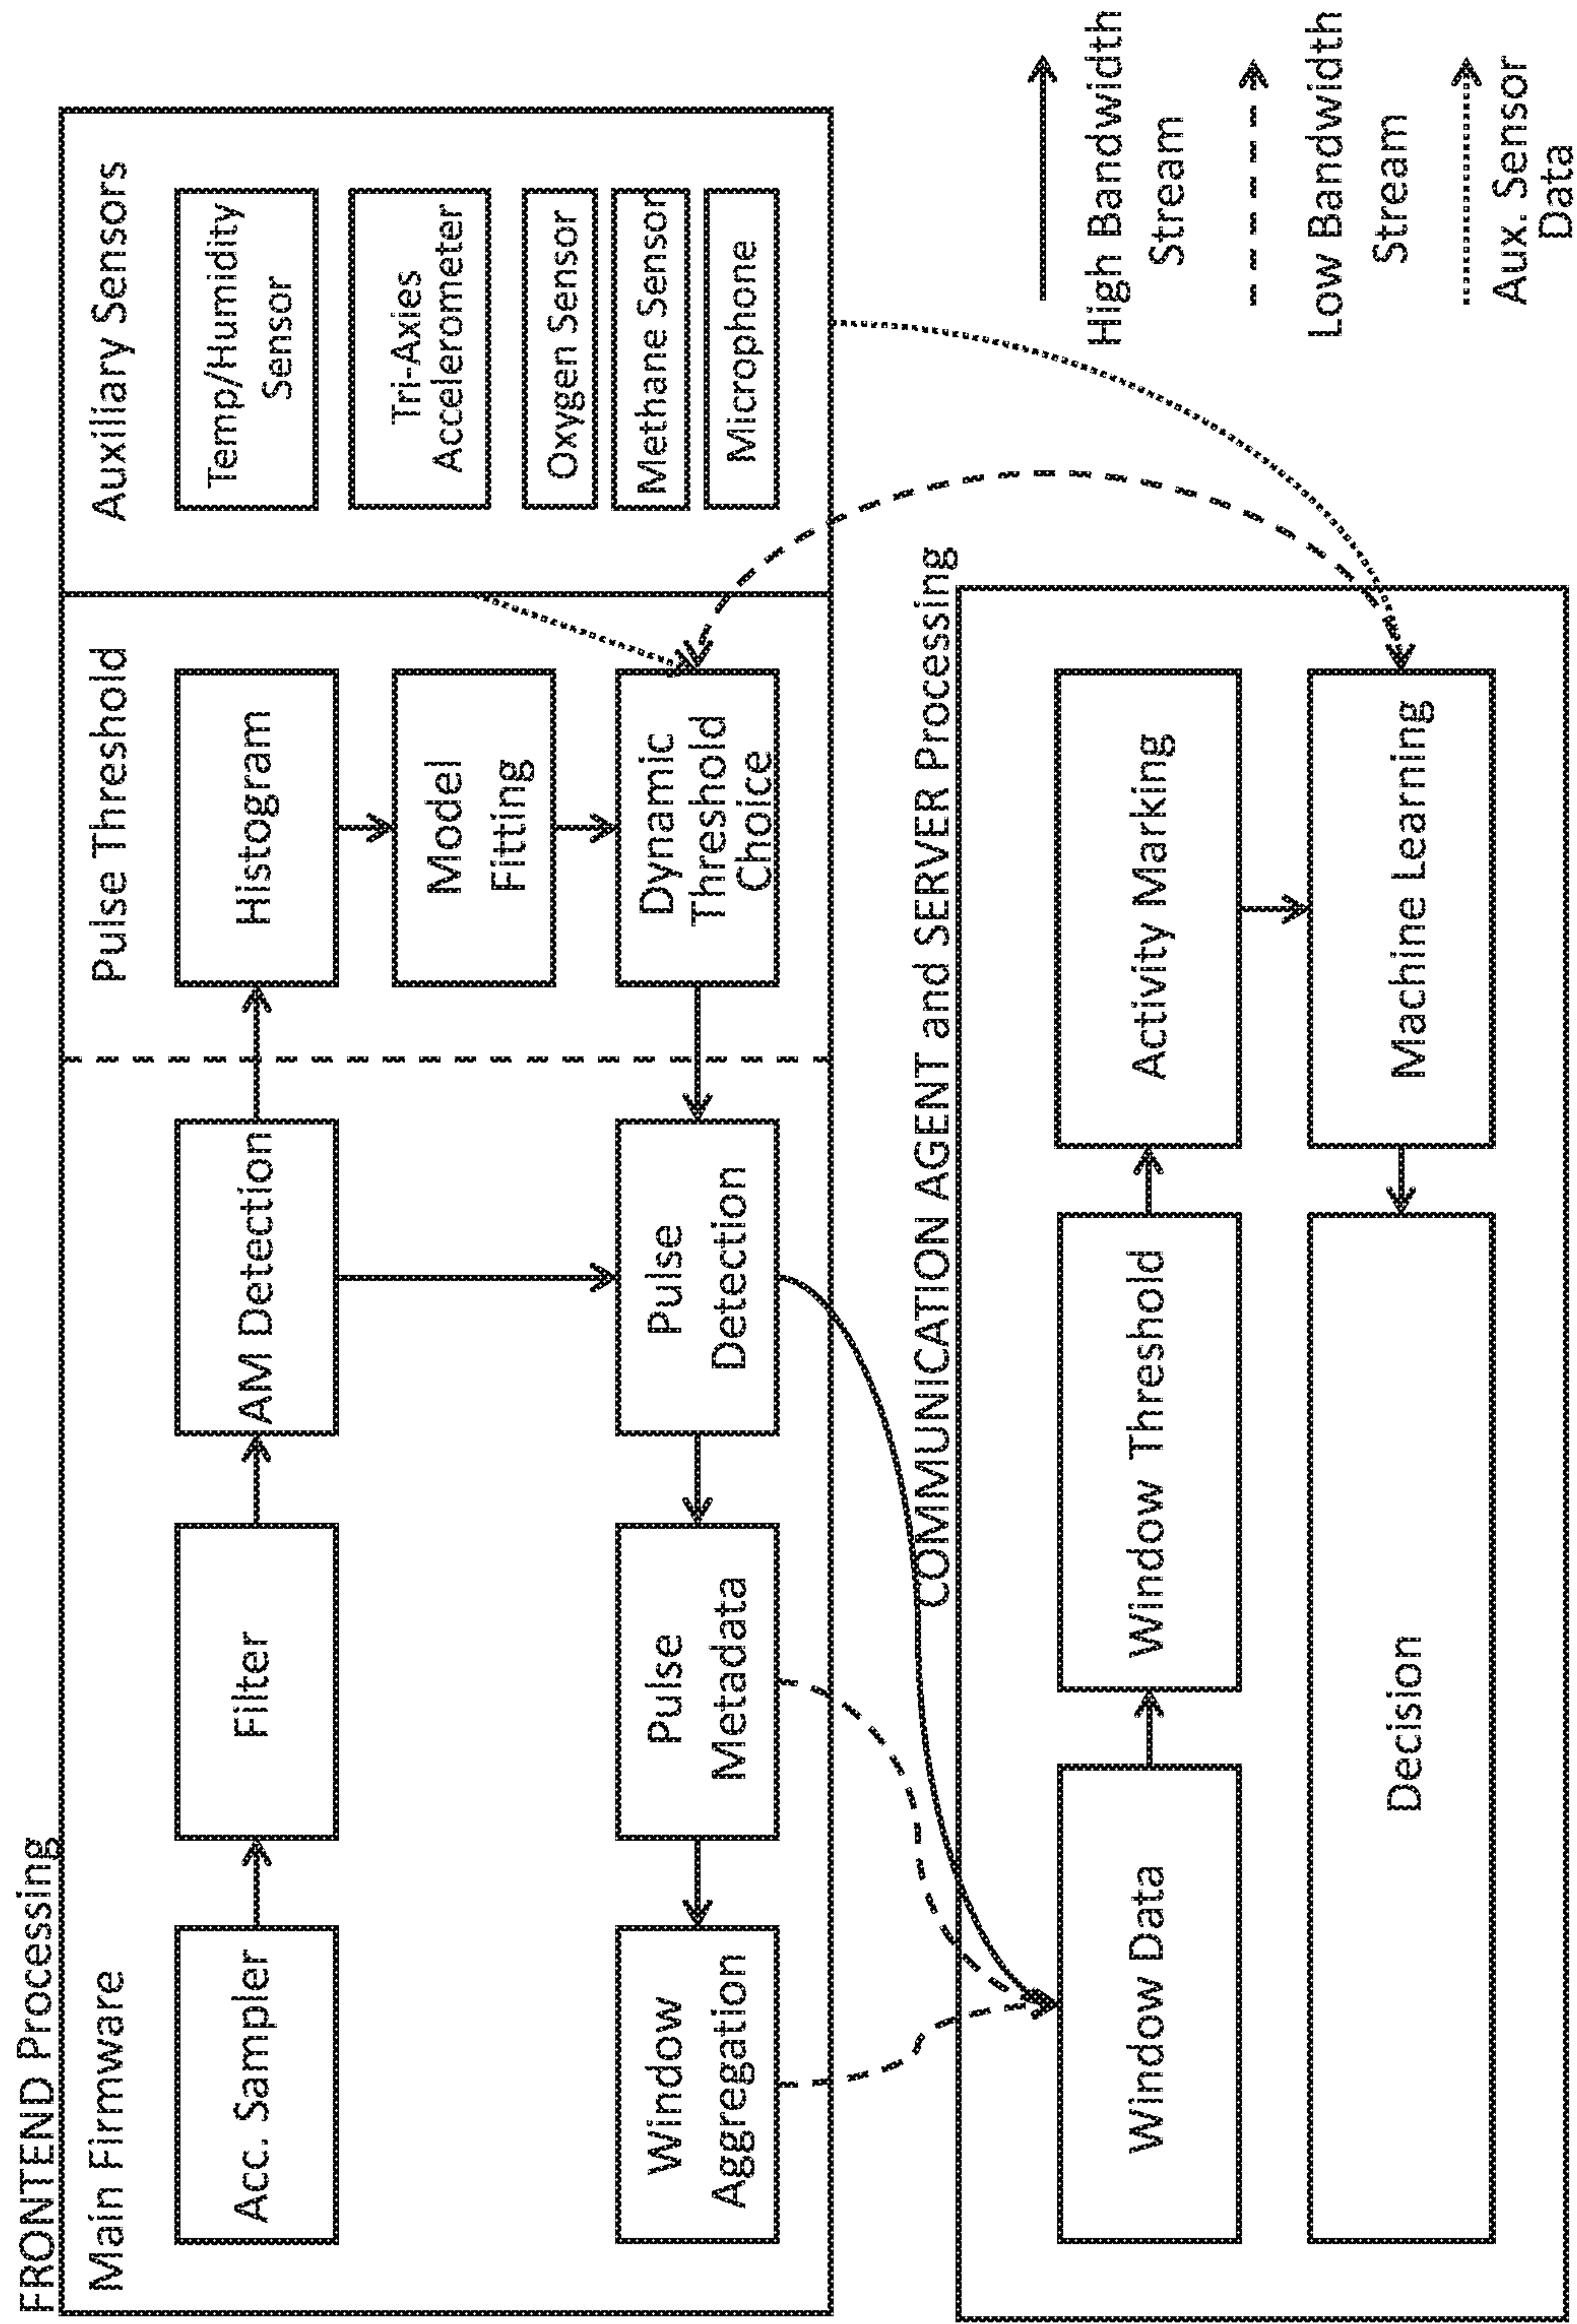 FRONTEND Processing
Main Firmware
Acc. Sampler
Filter
AM Detection
Window
Aggregation
Pulse
Metadata
Pulse
Detection
Pulse Threshold
Histogram
Model
Fitting
Dynamic
Threshold
Choice
Auxiliary Sensors
Temp/Humidity
Sensor
Tri-Axies
Accelerometer
Oxygen Sensor
Methane Sensor
Microphone
COMMUNICATION AGENT and SERVER Processing
Window Data
Window Threshold
Activity Marking
Decision
Machine Learning
High Bandwidth
Stream
Low Bandwidth
Stream
Aux. Sensor
Data